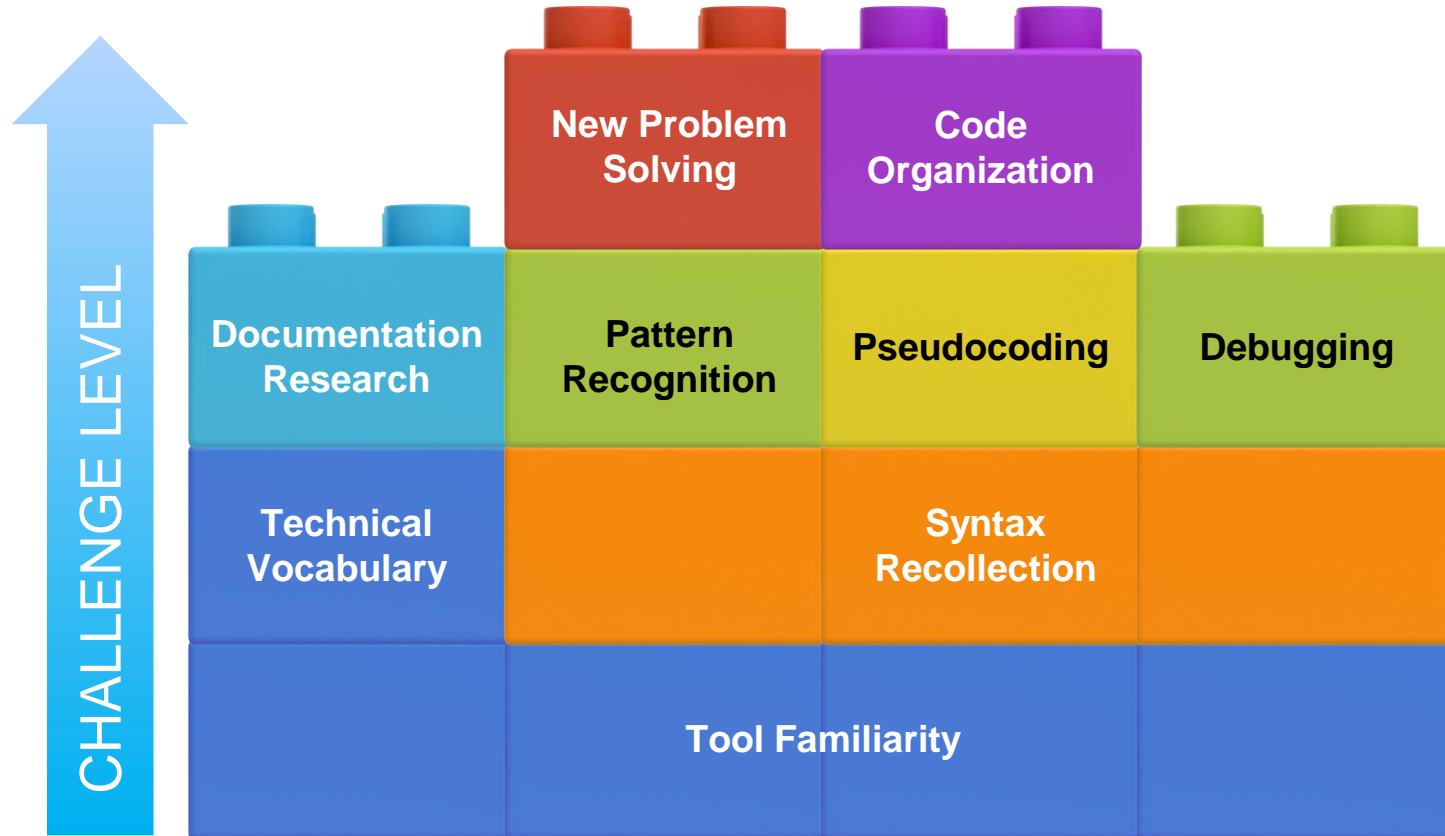 CHALLENGE LEVEL
New Problem
Solving
Code
Organization
Documentation
Research
Pattern
Recognition
Pseudocoding
Debugging
Technical
Vocabulary
Syntax
Recollection
Tool Familiarity